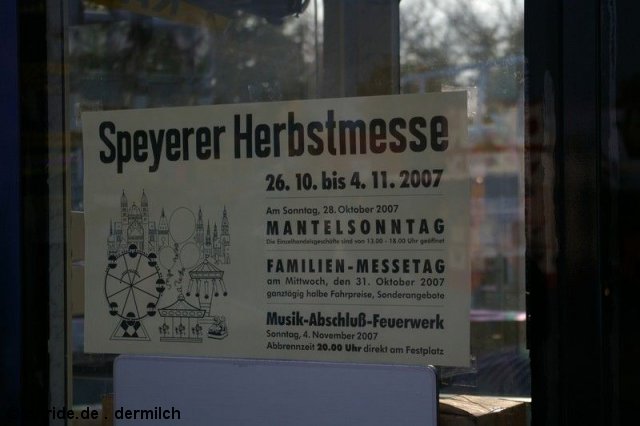 Speyerer Herbstmesse
26. 10. bis 4. 11. 2007
Am Sonntag, 28. Oktober 2007
MANTELSONNTAG
Die Einzelhandelsgeschäfte sind von 13.00 - 18.00 Uhr geöffnet
FAMILIEN-MESSETAG
am Mittwoch, den 31. Oktober 2007
ganztägig halbe Fahrpreise, Sonderangebote
Musik-Abschluß-Feuerwerk
Sonntag, 4. November 2007
Abbrennzeit 20.00 Uhr direkt am Festplatz
ride.de . dermilch